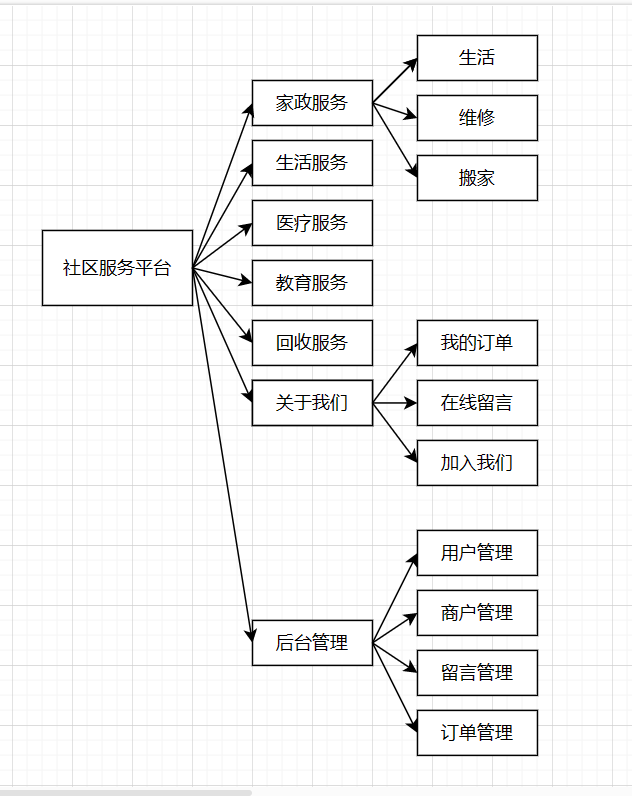 社区服务平台
家政服务
生活
维修
搬家
生活服务
医疗服务
教育服务
回收服务
关于我们
我的订单
在线留言
加入我们
后台管理
用户管理
商户管理
留言管理
订单管理